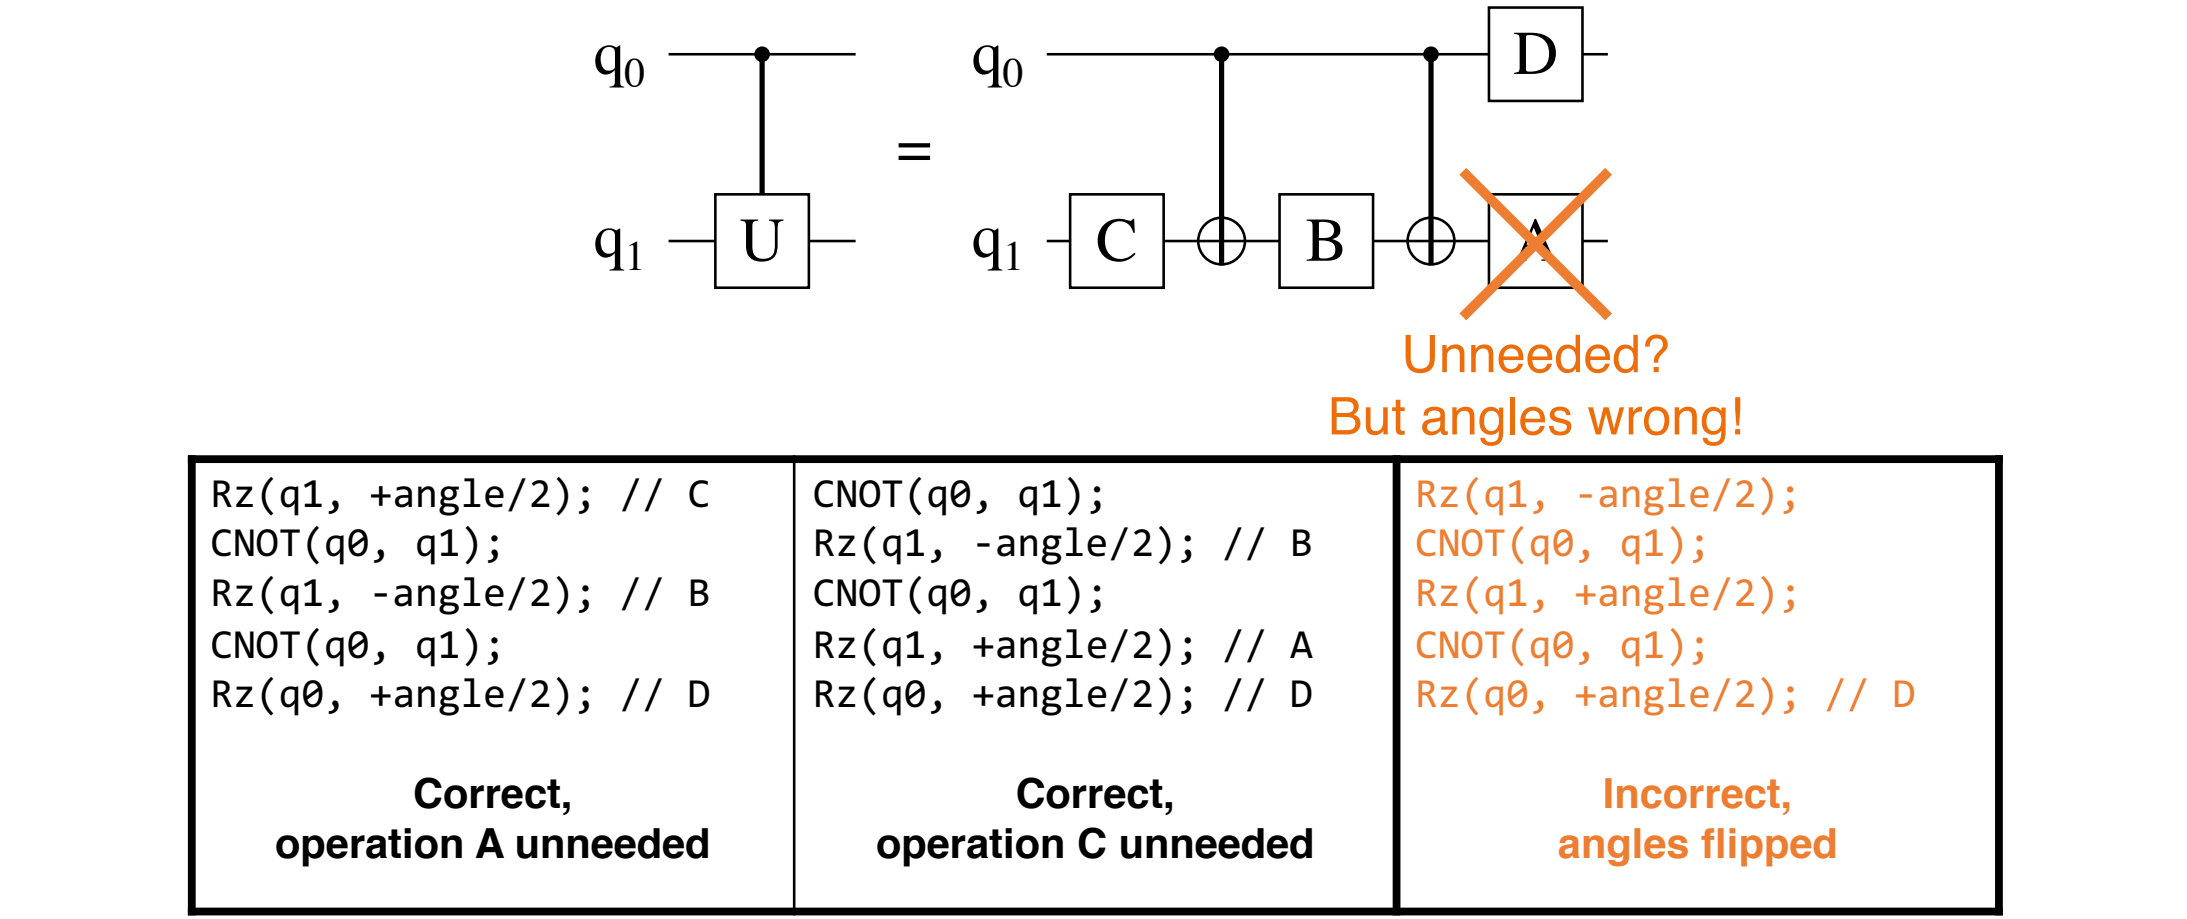 q0
q1
U
=
q0
q1
C
B
D
A
Unneeded?
But angles wrong!
Rz(q1, +angle/2); // C
CNOT(q0, q1);
Rz(q1, -angle/2); // B
CNOT(q0, q1);
Rz(q0, +angle/2); // D
Correct,
operation A unneeded
CNOT(q0, q1);
Rz(q1, -angle/2); // B
CNOT(q0, q1);
Rz(q1, +angle/2); // A
Rz(q0, +angle/2); // D
Correct,
operation C unneeded
Rz(q1, -angle/2);
CNOT(q0, q1);
Rz(q1, +angle/2);
CNOT(q0, q1);
Rz(q0, +angle/2); // D
Incorrect,
angles flipped